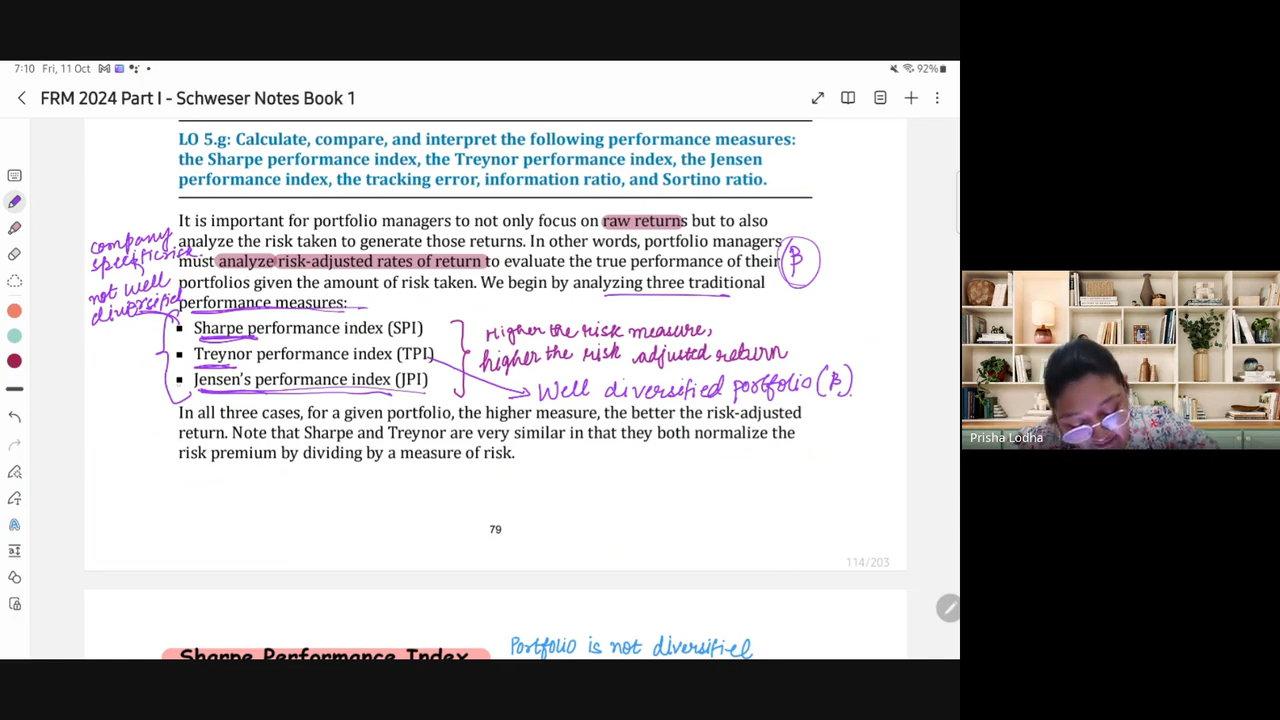 7:10 Fri, 11 Oct
92%
FRM 2024 Part I - Schweser Notes Book 1
LO 5.g: Calculate, compare, and interpret the following performance measures:
the Sharpe performance index, the Treynor performance index, the Jensen
performance index, the tracking error, information ratio, and Sortino ratio.
It is important for portfolio managers to not only focus on raw returns but to also
analyze the risk taken to generate those returns. In other words, portfolio managers
must analyze risk-adjusted rates of return to evaluate the true performance of their
portfolios given the amount of risk taken. We begin by analyzing three traditional
performance measures:
β
company
specific risk
not well
diversified
▪ Sharpe performance index (SPI)
▪ Treynor performance index (TPI)
▪ Jensen's performance index (JPI)
Higher the risk measure,
higher the risk adjusted return
Well diversified portfolio (β).
In all three cases, for a given portfolio, the higher measure, the better the risk-adjusted
return. Note that Sharpe and Treynor are very similar in that they both normalize the
risk premium by dividing by a measure of risk.
79
114/203
Sharpe Performance Index
Portfolio is not diversified
Prisha Lodha